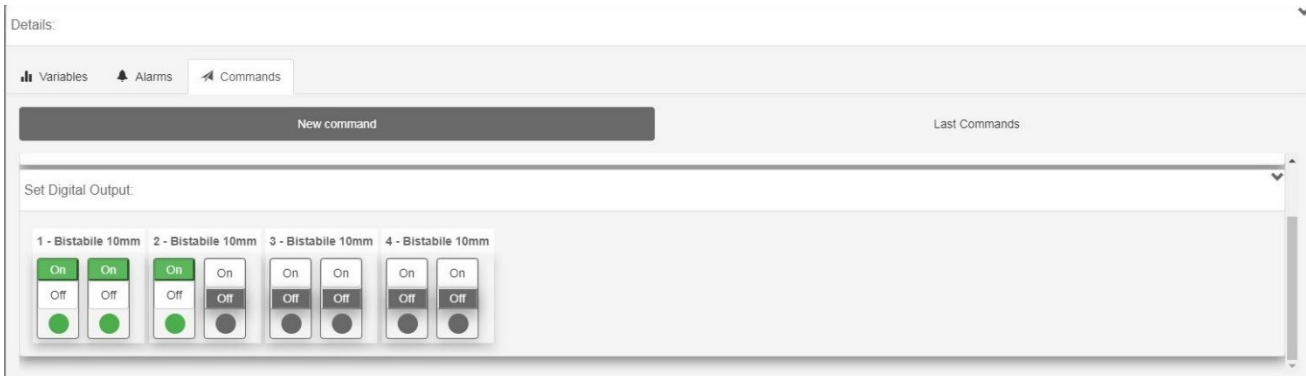 Details:
Variables Alarms Commands
New command Last Commands
Set Digital Output:
1 - Bistabile 10mm 2 - Bistabile 10mm 3 - Bistabile 10mm 4 - Bistabile 10mm
On On On On On On On On
Off Off Off Off Off Off Off Off